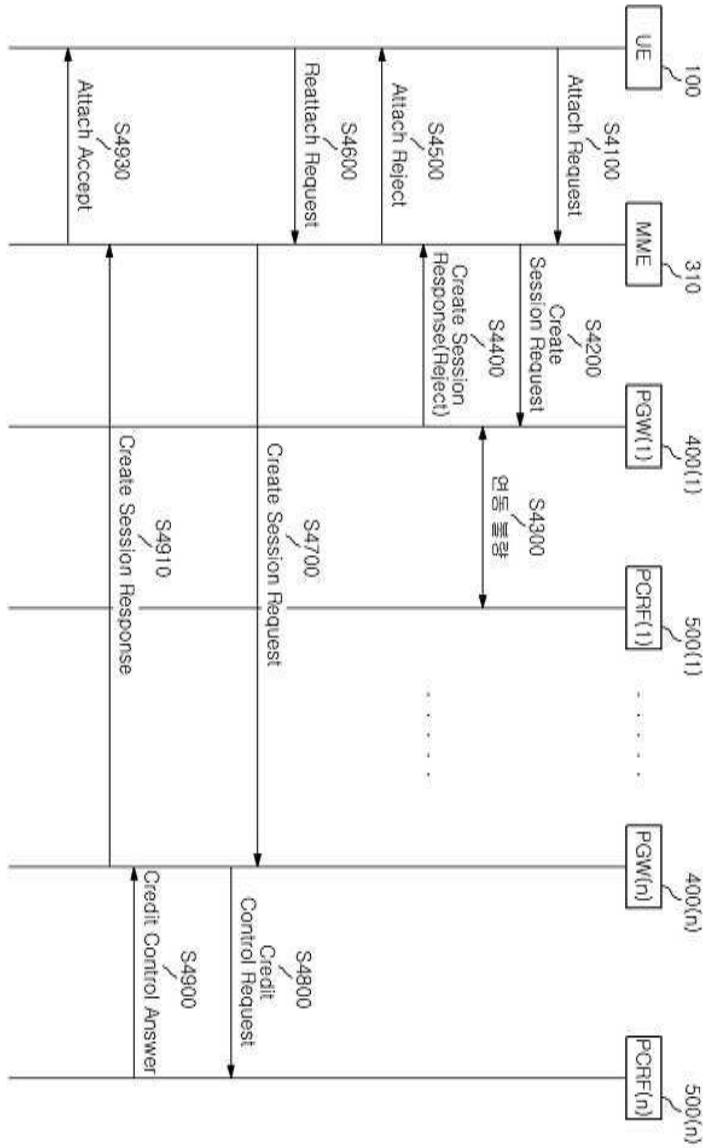 100
310
400(1)
500(1)
400(n)
500(n)
UE
MME
PGW(1)
PCRF(1)
. . . . .
PGW(n)
PCRF(n)
S4100
Attach Request
S4200
Create
Session Request
S4300
연동 불량
S4400
Create Session
Response(Reject)
. . . . .
S4500
Attach Reject
S4600
Reattach Request
S4700
Create Session Request
S4800
Credit
Control Request
S4900
Credit Control Answer
S4910
Create Session Response
S4930
Attach Accept